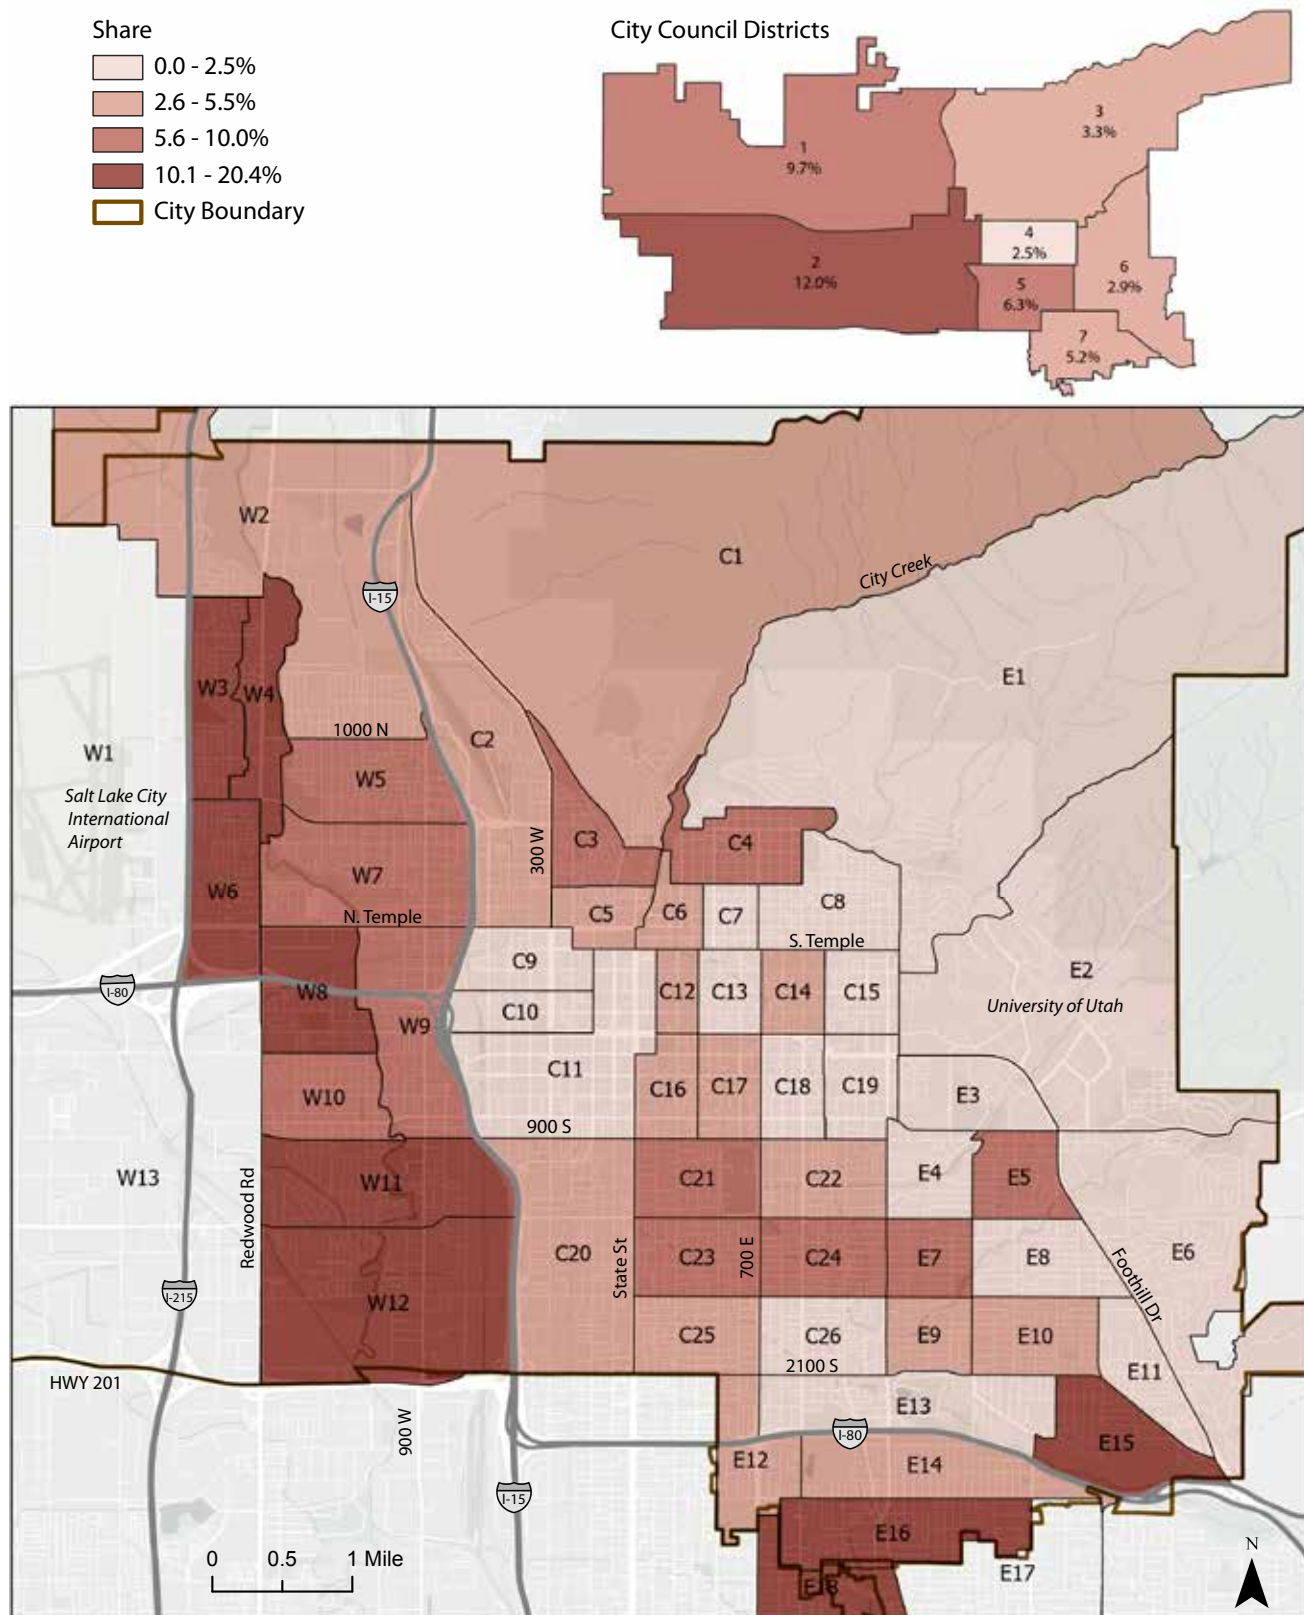 Share
0.0 - 2.5%
2.6 - 5.5%
5.6 - 10.0%
10.1 - 20.4%
City Boundary
City Council Districts
1
9.7%
2
12.0%
3
3.3%
4
2.5%
5
6.3%
6
2.9%
7
5.2%
W2
C1
City Creek
I-15
E1
W3
W4
1000 N
C2
W1
W5
Salt Lake City
International
Airport
300 W
C3
C4
W6
W7
C5
C6
C7
C8
N. Temple
S. Temple
C9
E2
I-80
W8
C10
C12
C13
C14
C15
University of Utah
W9
C11
W10
C16
C17
C18
C19
E3
900 S
W13
Redwood Rd
W11
C21
C22
E4
E5
C20
State St
C23
700 E
C24
E7
E8
Foothill Dr
E6
I-215
W12
C25
C26
E9
E10
2100 S
E11
HWY 201
900 W
E13
I-80
E12
E14
E15
I-15
E16
E17
E18
0 0.5 1 Mile
N